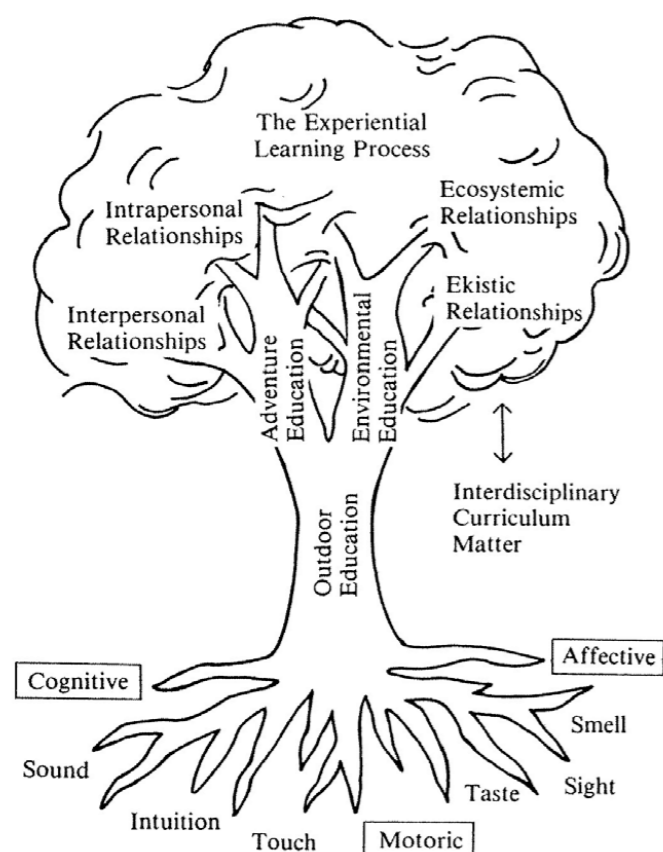 The Experiential
Learning Process
Intrapersonal
Relationships
Ecosystemic
Relationships
Interpersonal
Relationships
Ekistic
Relationships
Adventure
Education
Environmental
Education
Interdisciplinary
Curriculum
Matter
Outdoor
Education
Cognitive
Affective
Sound
Intuition
Touch
Motoric
Taste
Sight
Smell